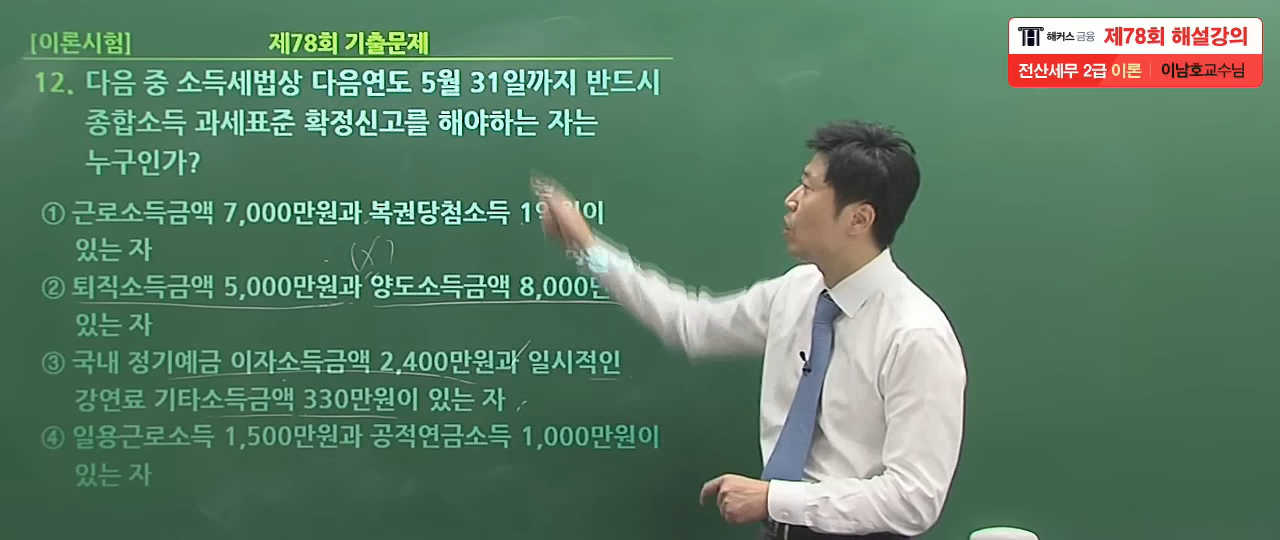 [이론시험] 제78회 기출문제
12. 다음 중 소득세법상 다음연도 5월 31일까지 반드시
종합소득 과세표준 확정신고를 해야하는 자는
누구인가?
① 근로소득금액 7,000만원과 복권당첨소득
있는 자
(X)
② 퇴직소득금액 5,000만원과 양도소득금액
있는 자
③ 국내 정기예금 이자소득금액 2,400만원과 일시적인
강연료 기타소득금액 330만원이 있는 자
④ 일용근로소득 1,500만원과 공적연금소득 1,000만원이
있는 자
해커스 금융 제78회 해설강의
전산세무 2급 이론 | 이남호교수님